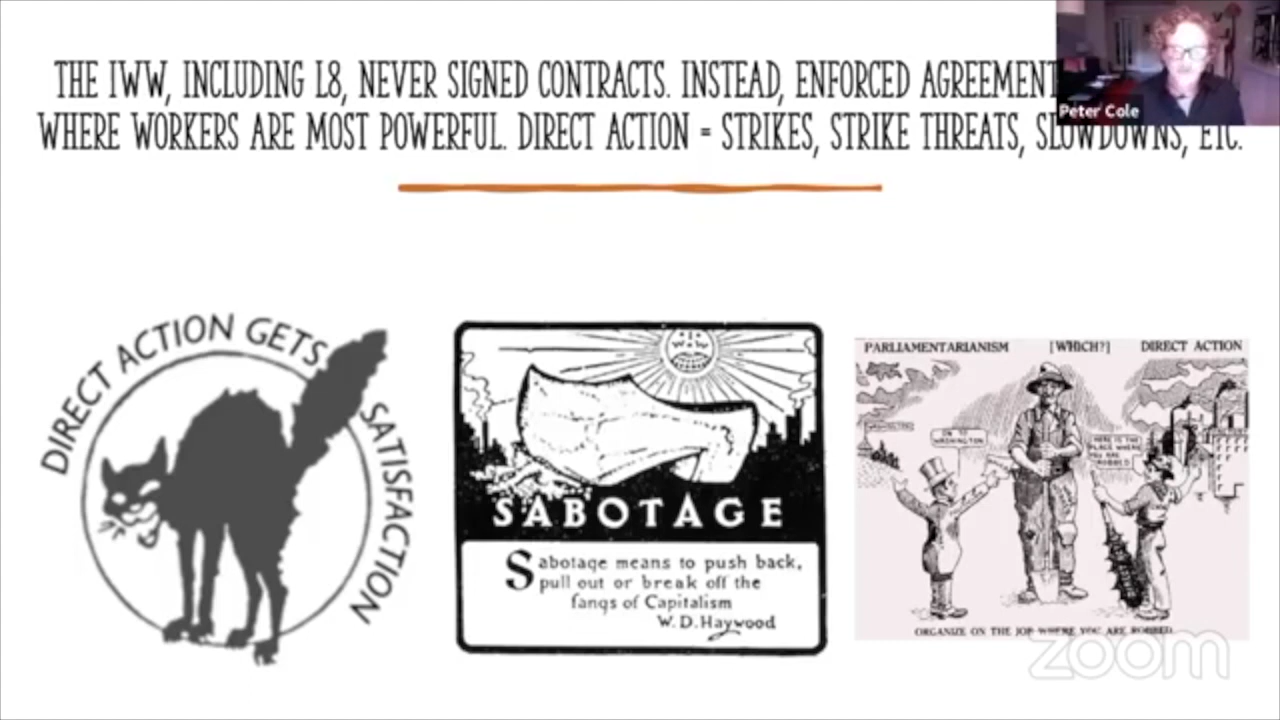 THE IWW, INCLUDING L8, NEVER SIGNED CONTRACTS. INSTEAD, ENFORCED AGREEMENT
WHERE WORKERS ARE MOST POWERFUL. DIRECT ACTION = STRIKES, STRIKE THREATS, SLOWDOWNS, ETC.
Peter Cole
DIRECT ACTION GETS SATISFACTION
IWW
SABOTAGE
Sabotage means to push back,
pull out or break off the
fangs of Capitalism
W.D. Haywood
PARLIAMENTARIANISM [WHICH?] DIRECT ACTION
WASHINGTON
ON TO
WASHINGTON
HERE IS THE
PLACE WHERE
YOU ARE
ROBBED
ORGANIZE ON THE JOB WHERE YOU ARE ROBBED
zoom